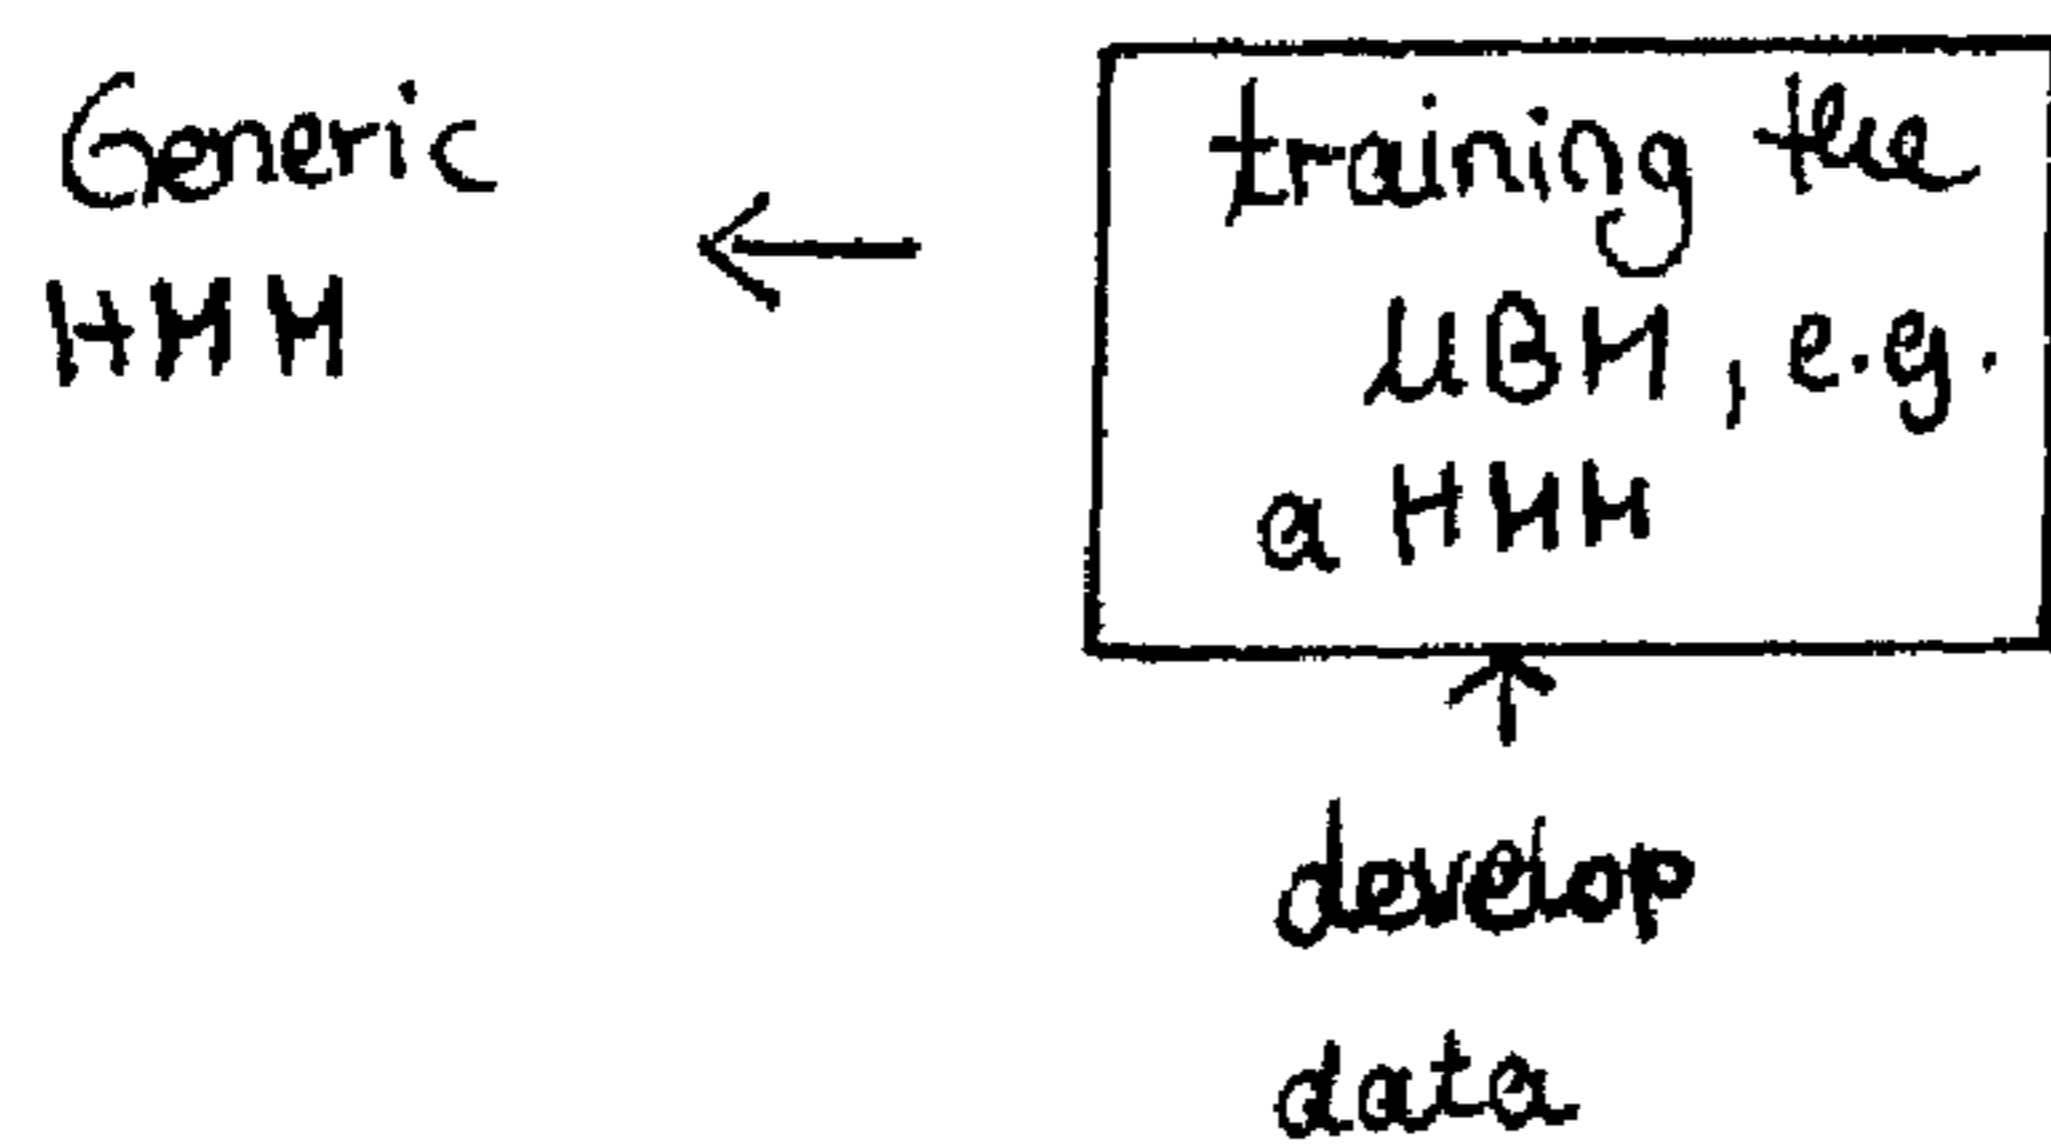 Generic
HMM
training the
UBM, e.g.
a HMM
develop
data